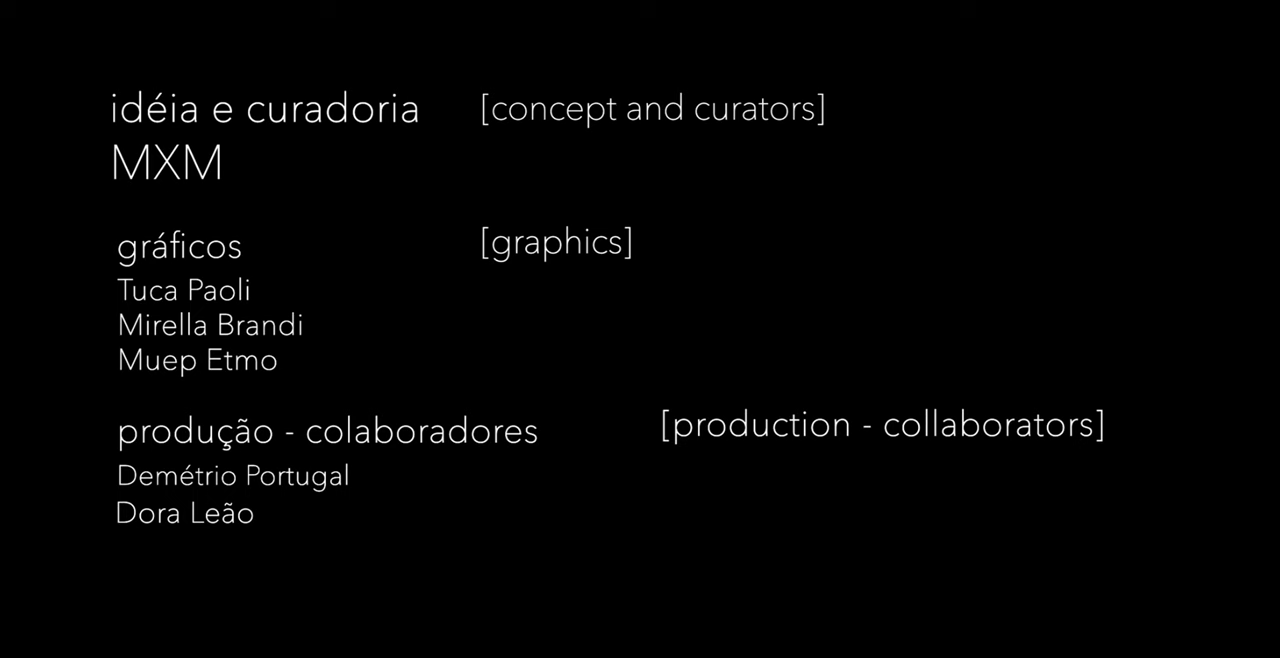 idéia e curadoria [concept and curators]
MXM
gráficos [graphics]
Tuca Paoli
Mirella Brandi
Muep Etmo
produção - colaboradores [production - collaborators]
Demétrio Portugal
Dora Leão